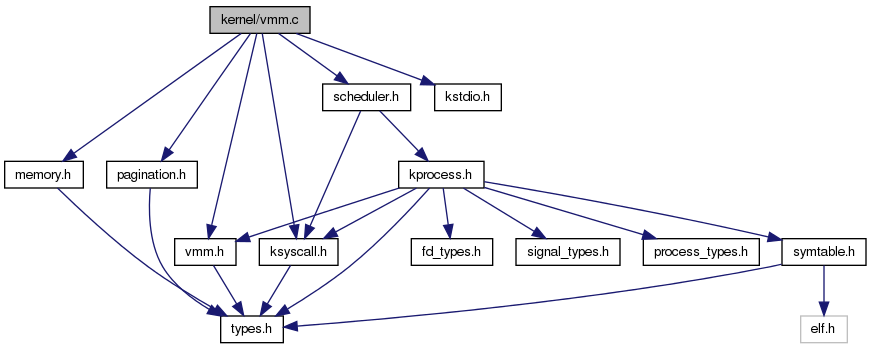 kernel/vmm.c
scheduler.h
kstdio.h
memory.h
pagination.h
kprocess.h
vmm.h
ksyscall.h
fd_types.h
signal_types.h
process_types.h
symtable.h
types.h
elf.h